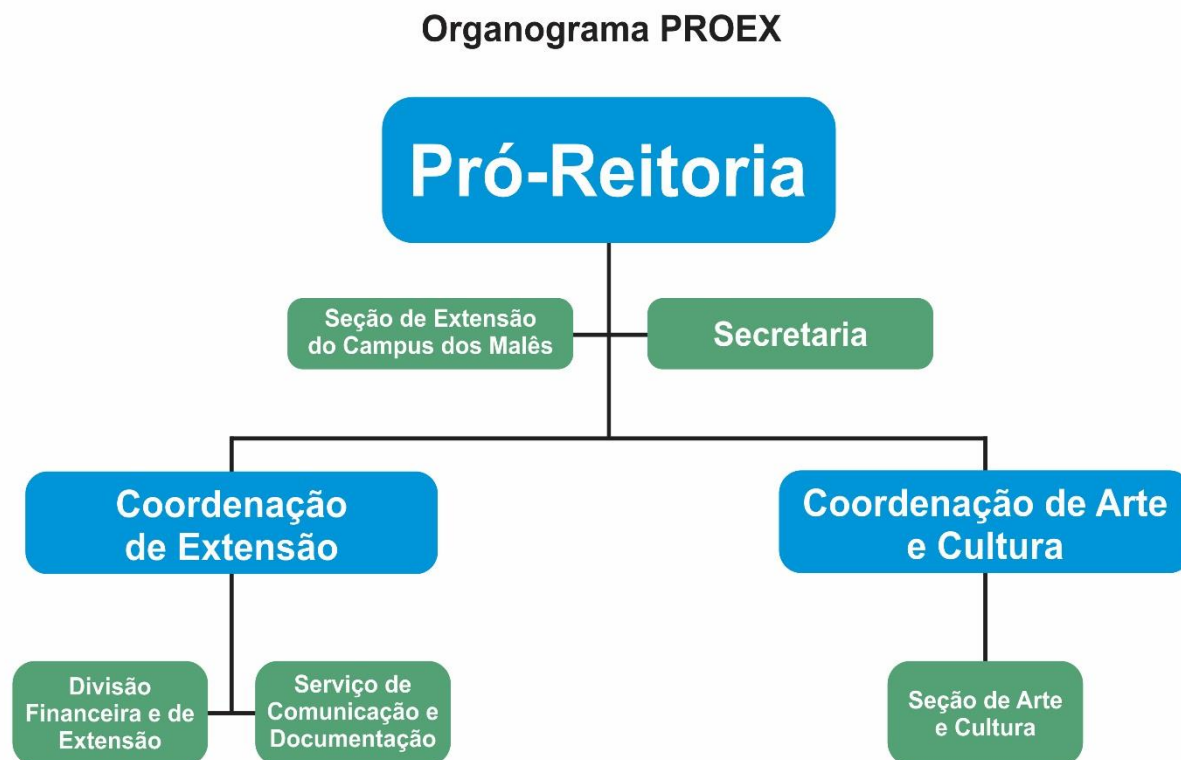 Organograma PROEX
Pró-Reitoria
Seção de Extensão
do Campus dos Malês
Secretaria
Coordenação
de Extensão
Coordenação de Arte
e Cultura
Divisão
Financeira e de
Extensão
Serviço de
Comunicação e
Documentação
Seção de Arte
e Cultura